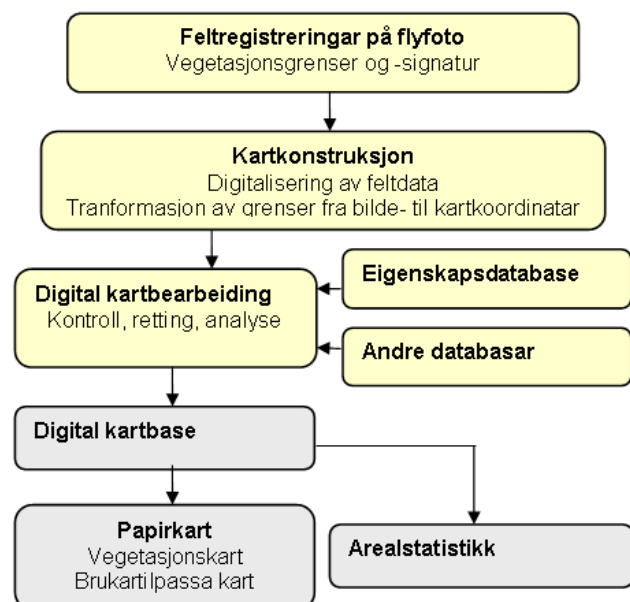 Feltregistreringar på flyfoto
Vegetasjonsgrenser og -signatur
Kartkonstruksjon
Digitalisering av feltdata
Tranformasjon av grenser fra bilde- til kartkoordinatar
Digital kartbearbeiding
Kontroll, retting, analyse
Eigenskapsdatabase
Andre databasar
Digital kartbase
Papirkart
Vegetasjonskart
Brukartilpassa kart
Arealstatistikk